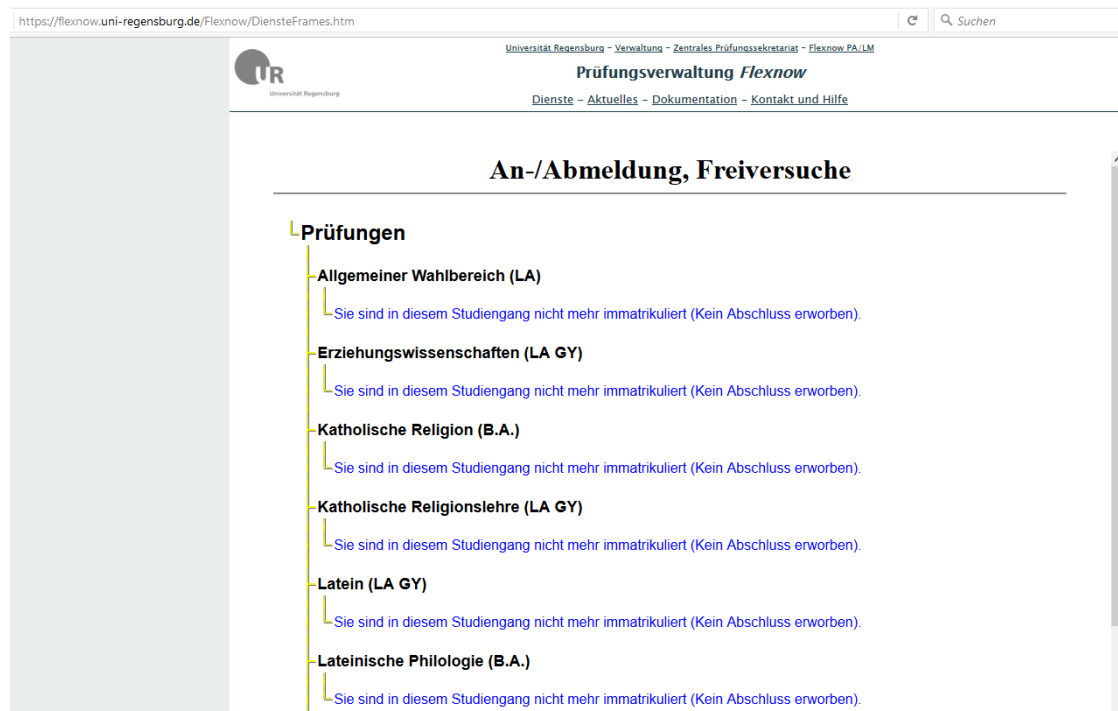 https://flexnow.uni-regensburg.de/Flexnow/DiensteFrames.htm
Suchen
Universität Regensburg – Verwaltung – Zentrales Prüfungssekretariat – Flexnow PA/LM
UR
Universität Regensburg
Prüfungsverwaltung Flexnow
Dienste – Aktuelles – Dokumentation – Kontakt und Hilfe
An-/Abmeldung, Freiversuche
Prüfungen
Allgemeiner Wahlbereich (LA)
Sie sind in diesem Studiengang nicht mehr immatrikuliert (Kein Abschluss erworben).
Erziehungswissenschaften (LA GY)
Sie sind in diesem Studiengang nicht mehr immatrikuliert (Kein Abschluss erworben).
Katholische Religion (B.A.)
Sie sind in diesem Studiengang nicht mehr immatrikuliert (Kein Abschluss erworben).
Katholische Religionslehre (LA GY)
Sie sind in diesem Studiengang nicht mehr immatrikuliert (Kein Abschluss erworben).
Latein (LA GY)
Sie sind in diesem Studiengang nicht mehr immatrikuliert (Kein Abschluss erworben).
Lateinische Philologie (B.A.)
Sie sind in diesem Studiengang nicht mehr immatrikuliert (Kein Abschluss erworben).